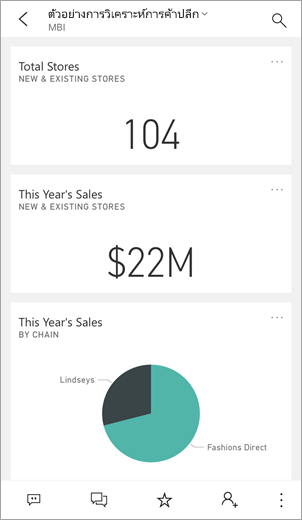 ตัวอย่างการวิเคราะห์การค้าปลีก
MBI
Total Stores
NEW & EXISTING STORES
104
This Year's Sales
NEW & EXISTING STORES
$22M
This Year's Sales
BY CHAIN
Lindseys
Fashions Direct